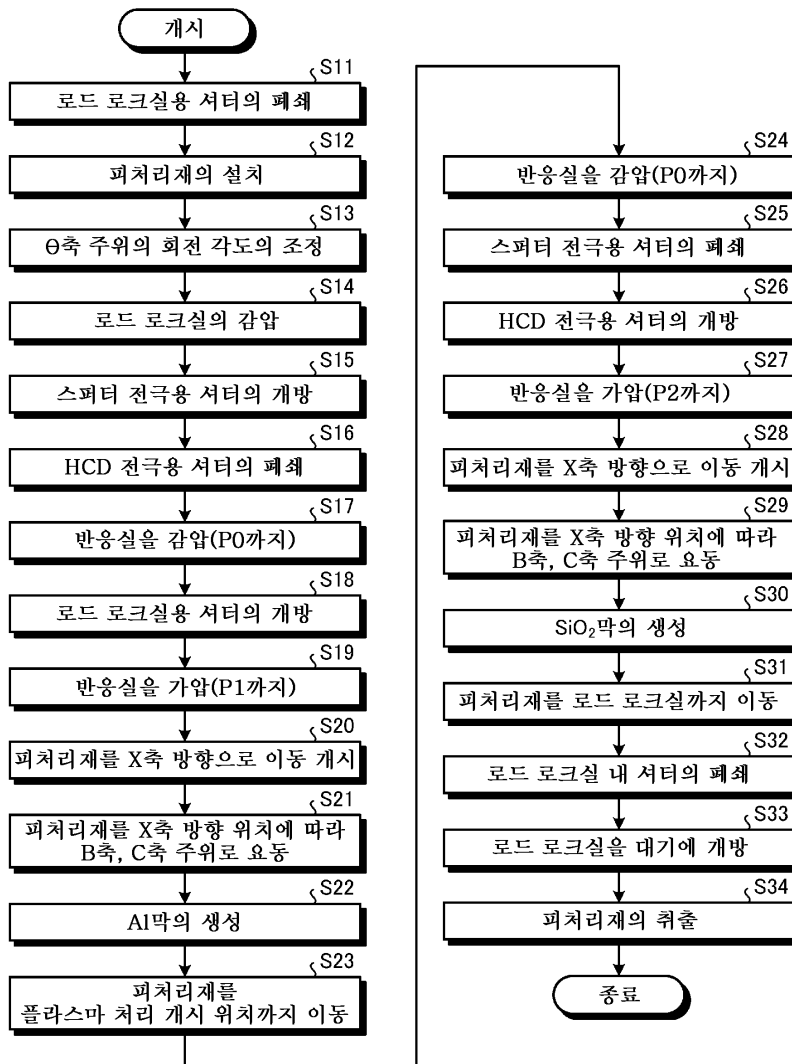 개시
S11
로드 로크실용 셔터의 폐쇄
S12
피처리재의 설치
S13
Θ축 주위의 회전 각도의 조정
S14
로드 로크실의 감압
S15
스퍼터 전극용 셔터의 개방
S16
HCD 전극용 셔터의 폐쇄
S17
반응실을 감압(P0까지)
S18
로드 로크실용 셔터의 개방
S19
반응실을 가압(P1까지)
S20
피처리재를 X축 방향으로 이동 개시
S21
피처리재를 X축 방향 위치에 따라
B축, C축 주위로 요동
S22
Al막의 생성
S23
피처리재를
플라스마 처리 개시 위치까지 이동
S24
반응실을 감압(P0까지)
S25
스퍼터 전극용 셔터의 폐쇄
S26
HCD 전극용 셔터의 개방
S27
반응실을 가압(P2까지)
S28
피처리재를 X축 방향으로 이동 개시
S29
피처리재를 X축 방향 위치에 따라
B축, C축 주위로 요동
S30
SiO₂막의 생성
S31
피처리재를 로드 로크실까지 이동
S32
로드 로크실 내 셔터의 폐쇄
S33
로드 로크실을 대기에 개방
S34
피처리재의 취출
종료